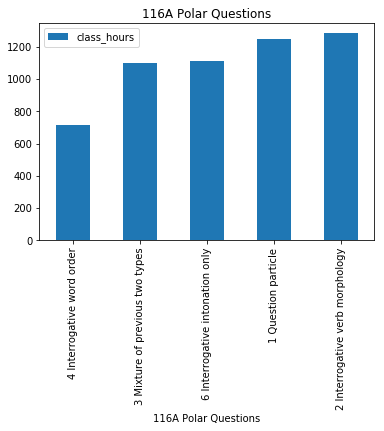 116A Polar Questions
class_hours
1200
1000
800
600
400
200
0
4 Interrogative word order
3 Mixture of previous two types
6 Interrogative intonation only
1 Question particle
2 Interrogative verb morphology
116A Polar Questions